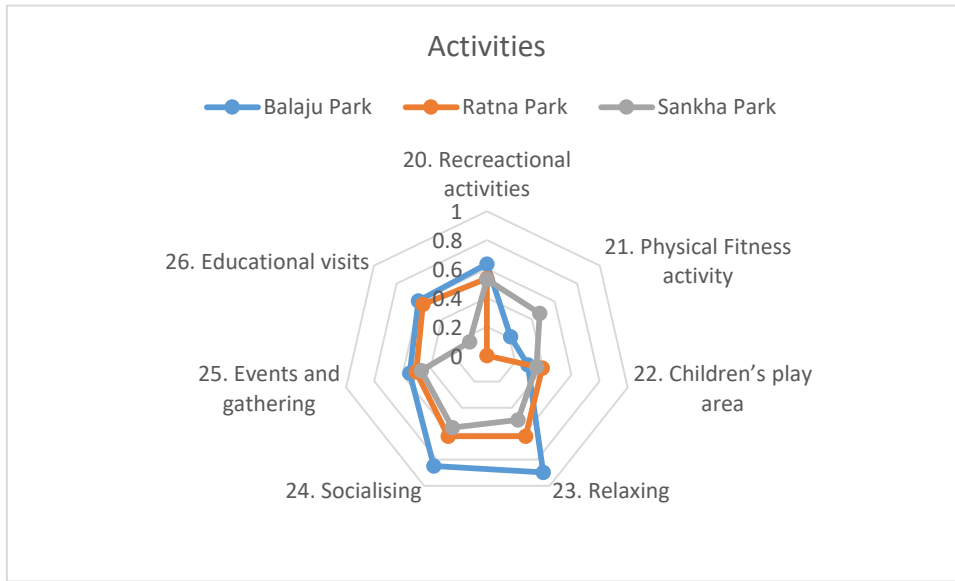 Activities
Balaju Park Ratna Park Sankha Park
20. Recreactional
activities
1
0.8
0.6
0.4
0.2
0
21. Physical Fitness
activity
22. Children’s play
area
23. Relaxing
24. Socialising
25. Events and
gathering
26. Educational visits